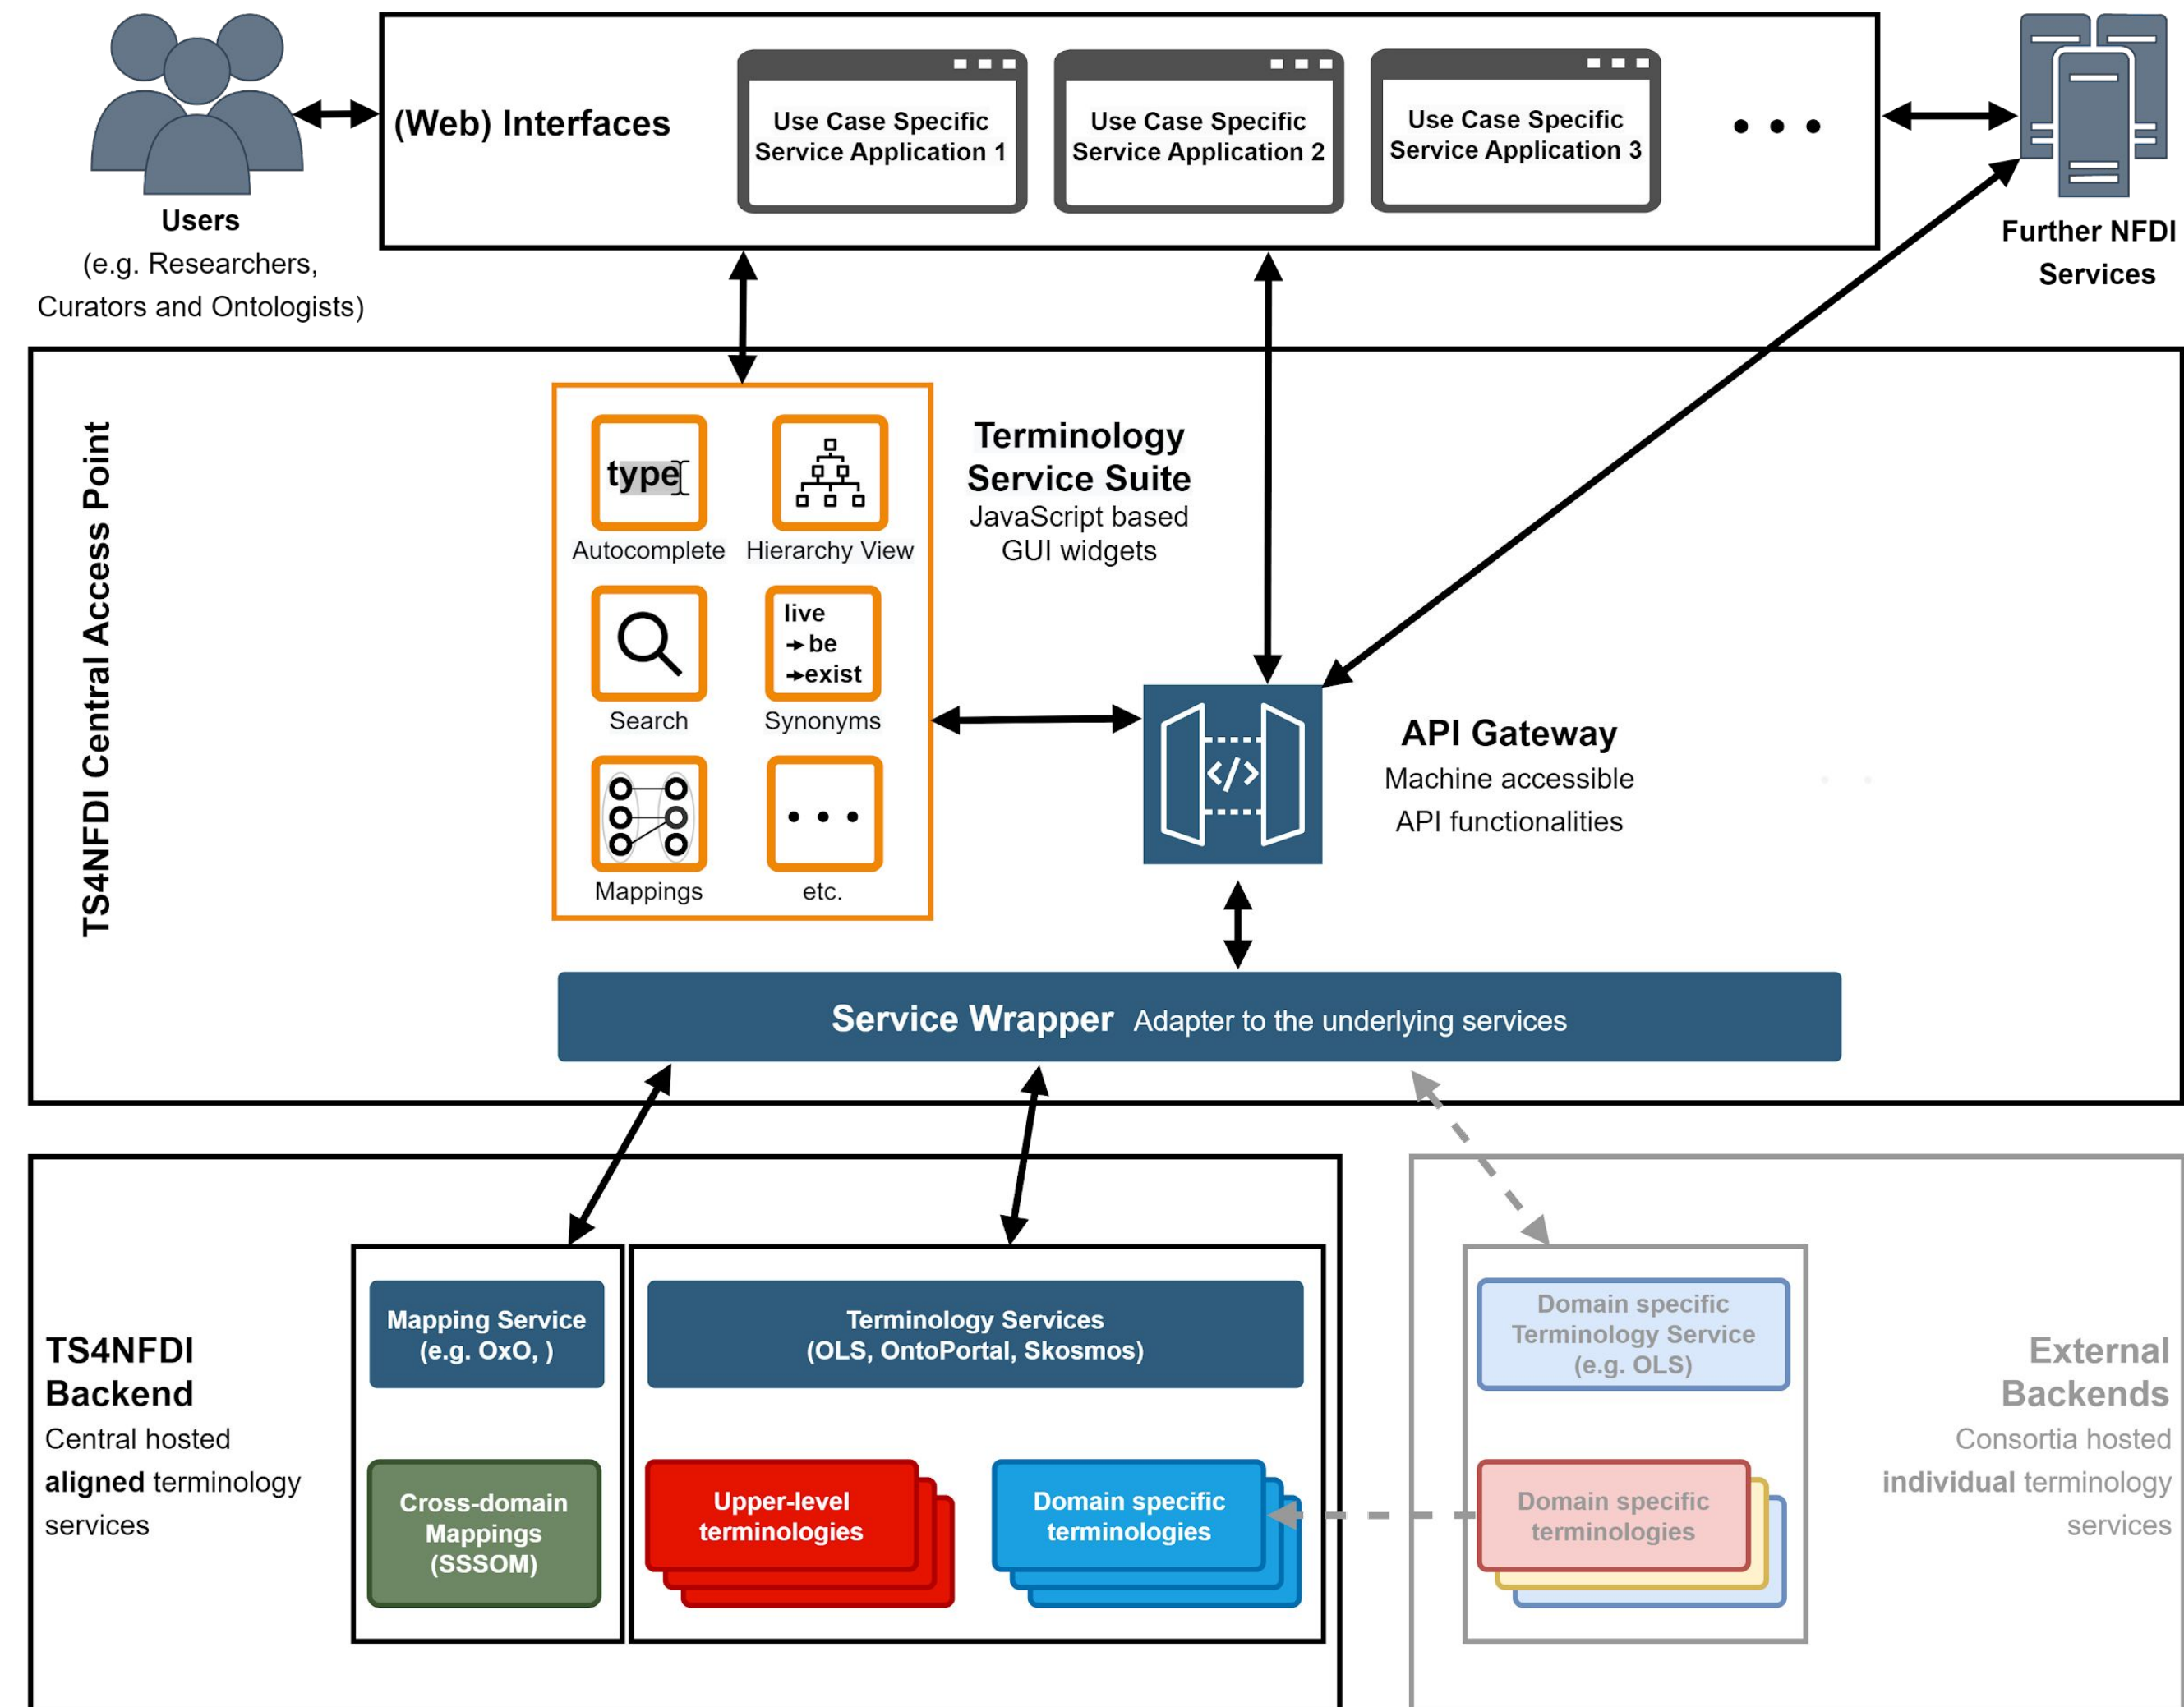 (Web) Interfaces
Use Case Specific
Service Application 1
Use Case Specific
Service Application 2
Use Case Specific
Service Application 3
Users
(e.g. Researchers,
Curators and Ontologists)
Further NFDI
Services
TS4NFDI Central Access Point
type
Autocomplete
Hierarchy View
Search
live
be
exist
Synonyms
Mappings
etc.
Terminology
Service Suite
JavaScript based
GUI widgets
</>
API Gateway
Machine accessible
API functionalities
Service Wrapper Adapter to the underlying services
TS4NFDI
Backend
Central hosted
aligned terminology
services
Mapping Service
(e.g. OxO, )
Cross-domain
Mappings
(SSSOM)
Terminology Services
(OLS, OntoPortal, Skosmos)
Upper-level
terminologies
Domain specific
terminologies
Domain specific
Terminology Service
(e.g. OLS)
Domain specific
terminologies
External
Backends
Consortia hosted
individual terminology
services